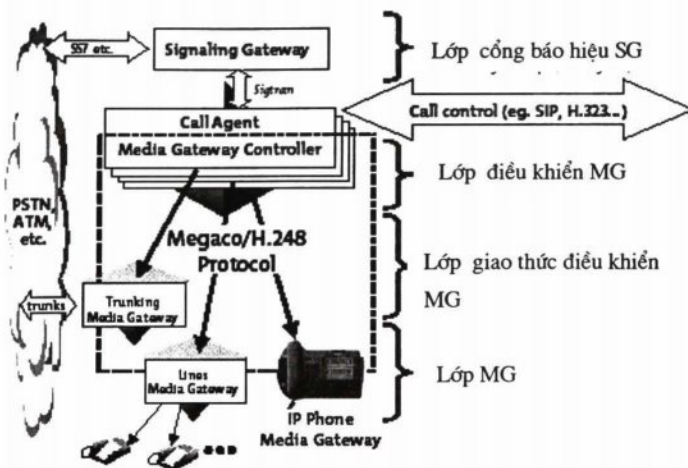 SS7 etc.
Signaling Gateway
Lớp cổng báo hiệu SG
Sigtran
Call Agent
Call control (eg. SIP, H.323...)
Media Gateway Controller
Lớp điều khiển MG
PSTN,
ATM,
etc.
Megaco/H.248
Protocol
Lớp giao thức điều khiển
MG
trunks
Trunking
Media Gateway
Lines
Media Gateway
Lớp MG
IP Phone
Media Gateway